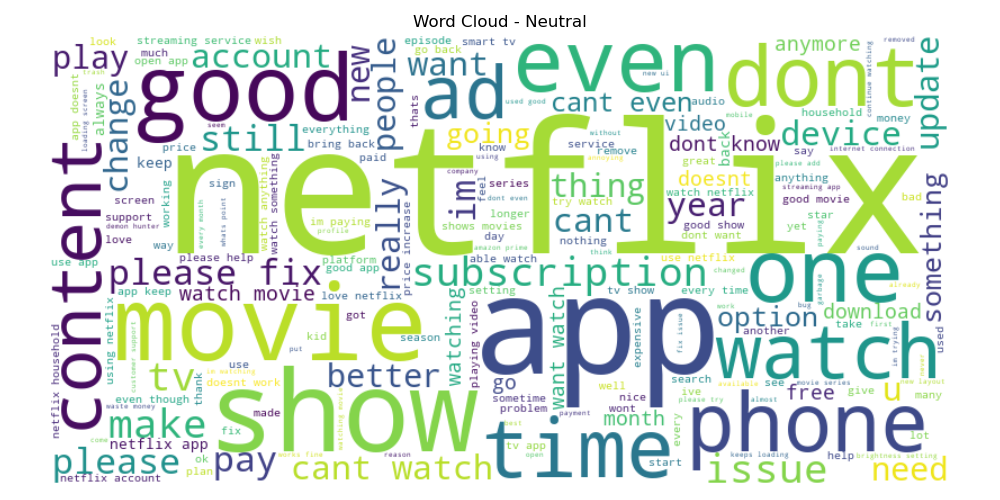 Word Cloud - Neutral
look
streaming service
wish
episode
smart tv
removed
play
much
open app
account
good
new
people
go back
want
ad
even
new ui
dont
anymore
continue watching
update
trash
loading screen
app doesnt
always
change
seem
thats
used good
cant even
audio
mobile
household
money
still
everything
bring back
going
video
device
price
paid
know
without
service
remove
dont know
back
say
internet connection
keep
using
annoying
great
please add
content
netflix
screen
working
sign
watch anything
watch something
really
company
series
feel
im
dont even
thing
doesnt
anything
streaming app
bad
every month
whats point
im paying
profile
longer
try watch
watch netflix
year
good movie
something
support
demon hunter
love
price increase
shows movies
cant
good show
star
yet
paying
way
day
nothing
dont want
please help
platform
amazon prime
able watch
think
use netflix
sound
use app
please fix
good app
subscription
changed
one
already
app keep
watch movie
love netflix
setting
tv show
every time
using netflix
movie
got
app
work
bug
garbage
option
download
used
kid
season
watching
playing video
want watch
expensive
fix issue
another
take
first
put
customer support
use
watch
im trying
tv
im watching
better
go
search
see
movie series
never
new layout
even though
thank
doesnt work
sometime
well
ive
available
almost
free
give
u
many
netflix household
waste money
make
show
problem
nice
please try
made
wont
month
payment
phone
come
netflix app
fix
watching movie
best
time
every
lot
please
ok
pay
works fine
reason
tv app
keeps loading
help
plan
cant watch
open
start
issue
brightness setting
need
netflix account